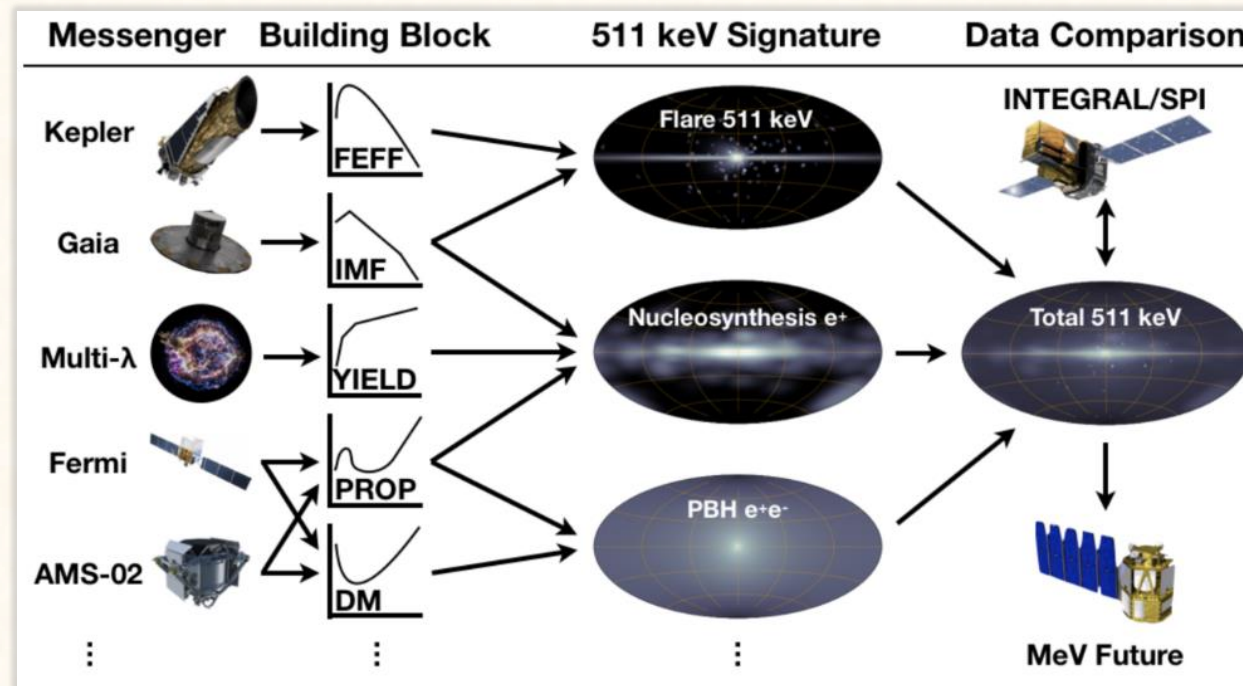 Messenger Building Block 511 keV Signature Data Comparison
Kepler
FEFF
Flare 511 keV
INTEGRAL/SPI
Gaia
IMF
Multi-λ
YIELD
Nucleosynthesis e⁺
Total 511 keV
Fermi
PROP
PBH e⁺e⁻
AMS-02
DM
MeV Future